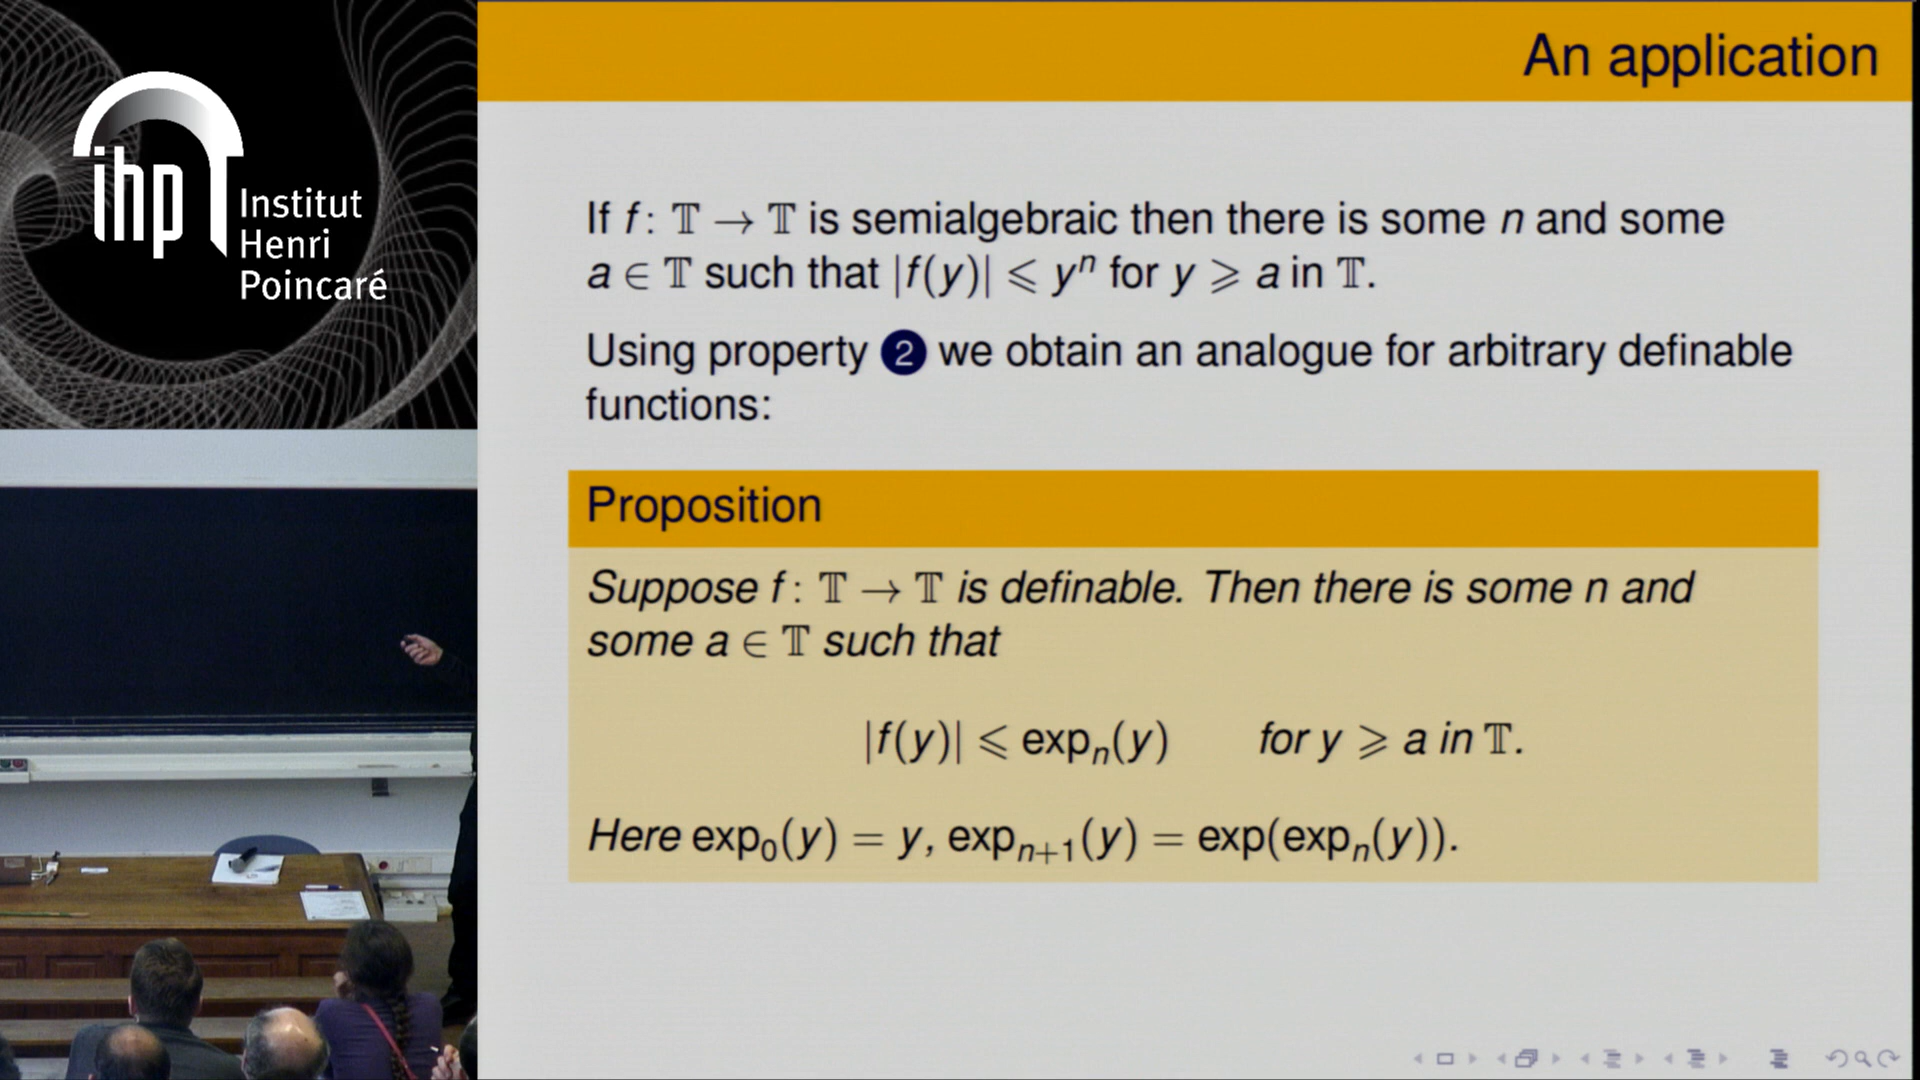 ihp
Institut
Henri
Poincaré
An application
If f : 𝕋 → 𝕋 is semialgebraic then there is some n and some
a ∈ 𝕋 such that |f(y)| ⩽ yⁿ for y ⩾ a in 𝕋.
Using property ❷ we obtain an analogue for arbitrary definable
functions:
Proposition
Suppose f : 𝕋 → 𝕋 is definable. Then there is some n and
some a ∈ 𝕋 such that
|f(y)| ⩽ expₙ(y) for y ⩾ a in 𝕋.
Here exp₀(y) = y, expₙ₊₁(y) = exp(expₙ(y)).